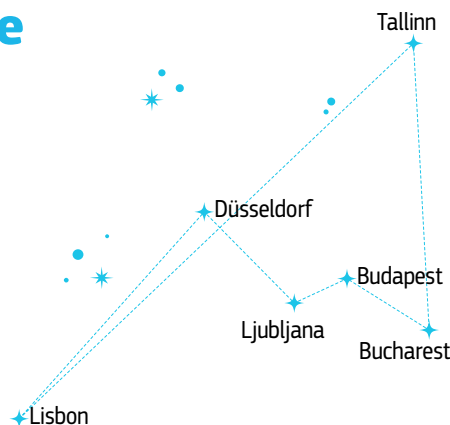 e
Tallinn
Düsseldorf
Budapest
Ljubljana
Bucharest
Lisbon